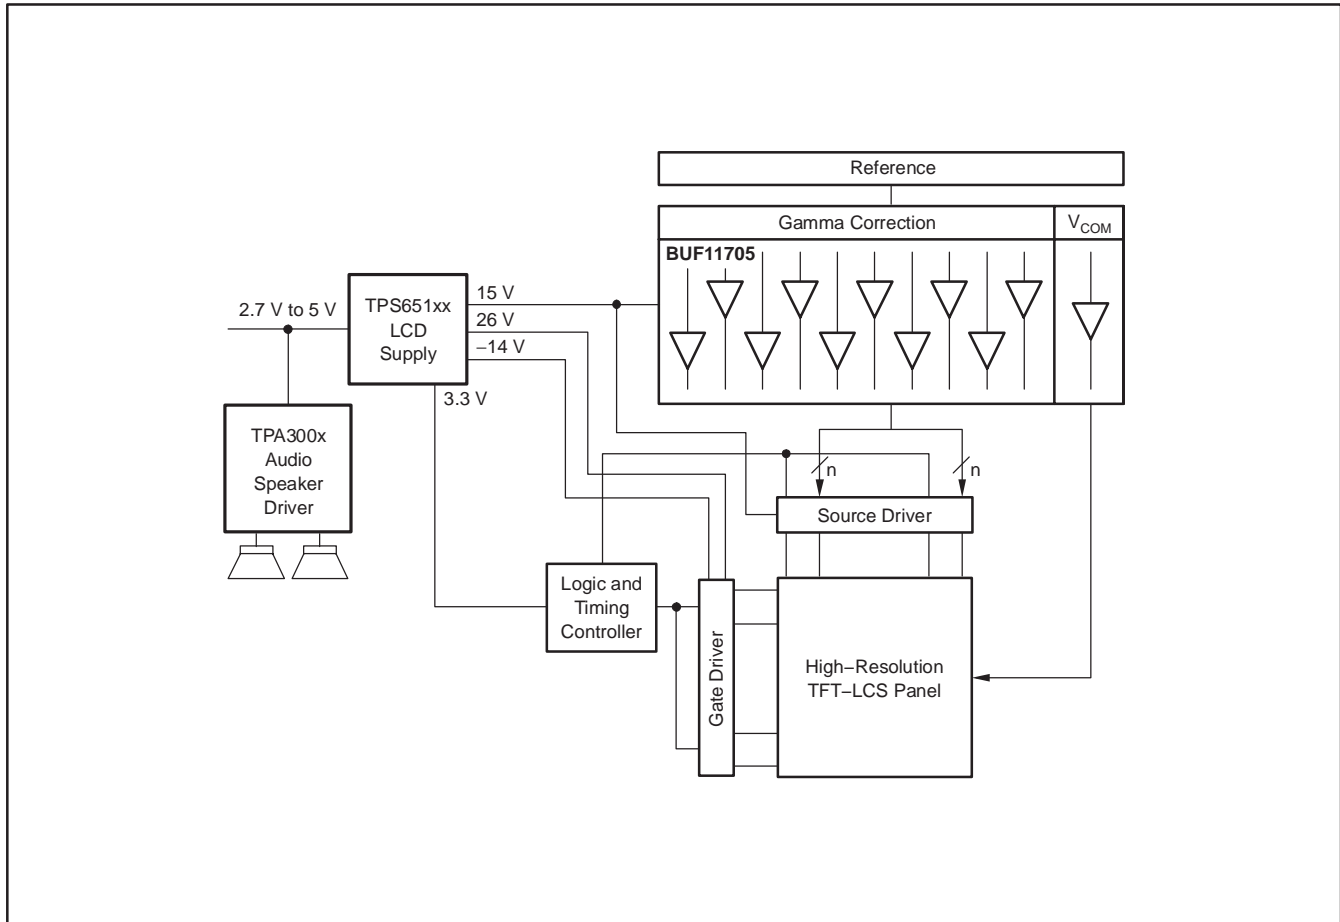 Reference
Gamma Correction
V_COM
BUF11705
2.7 V to 5 V
TPS651xx
LCD
Supply
15 V
26 V
–14 V
3.3 V
TPA300x
Audio
Speaker
Driver
n
n
Source Driver
Logic and
Timing
Controller
Gate Driver
High–Resolution
TFT–LCS Panel